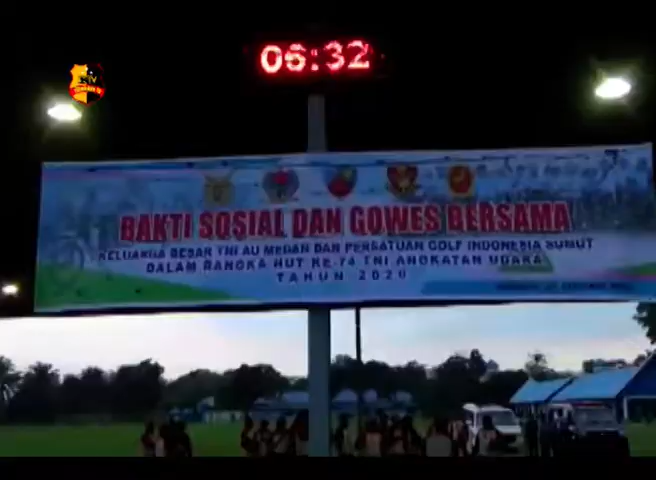 06:32
BAKTI SOSIAL DAN GOWES BERSAMA
KELUARGA BESAR TNI AU MEDAN DAN PERSATUAN GOLF INDONESIA SUMUT
DALAM RANGKA HUT KE-74 TNI ANGKATAN UDARA
TAHUN 2020